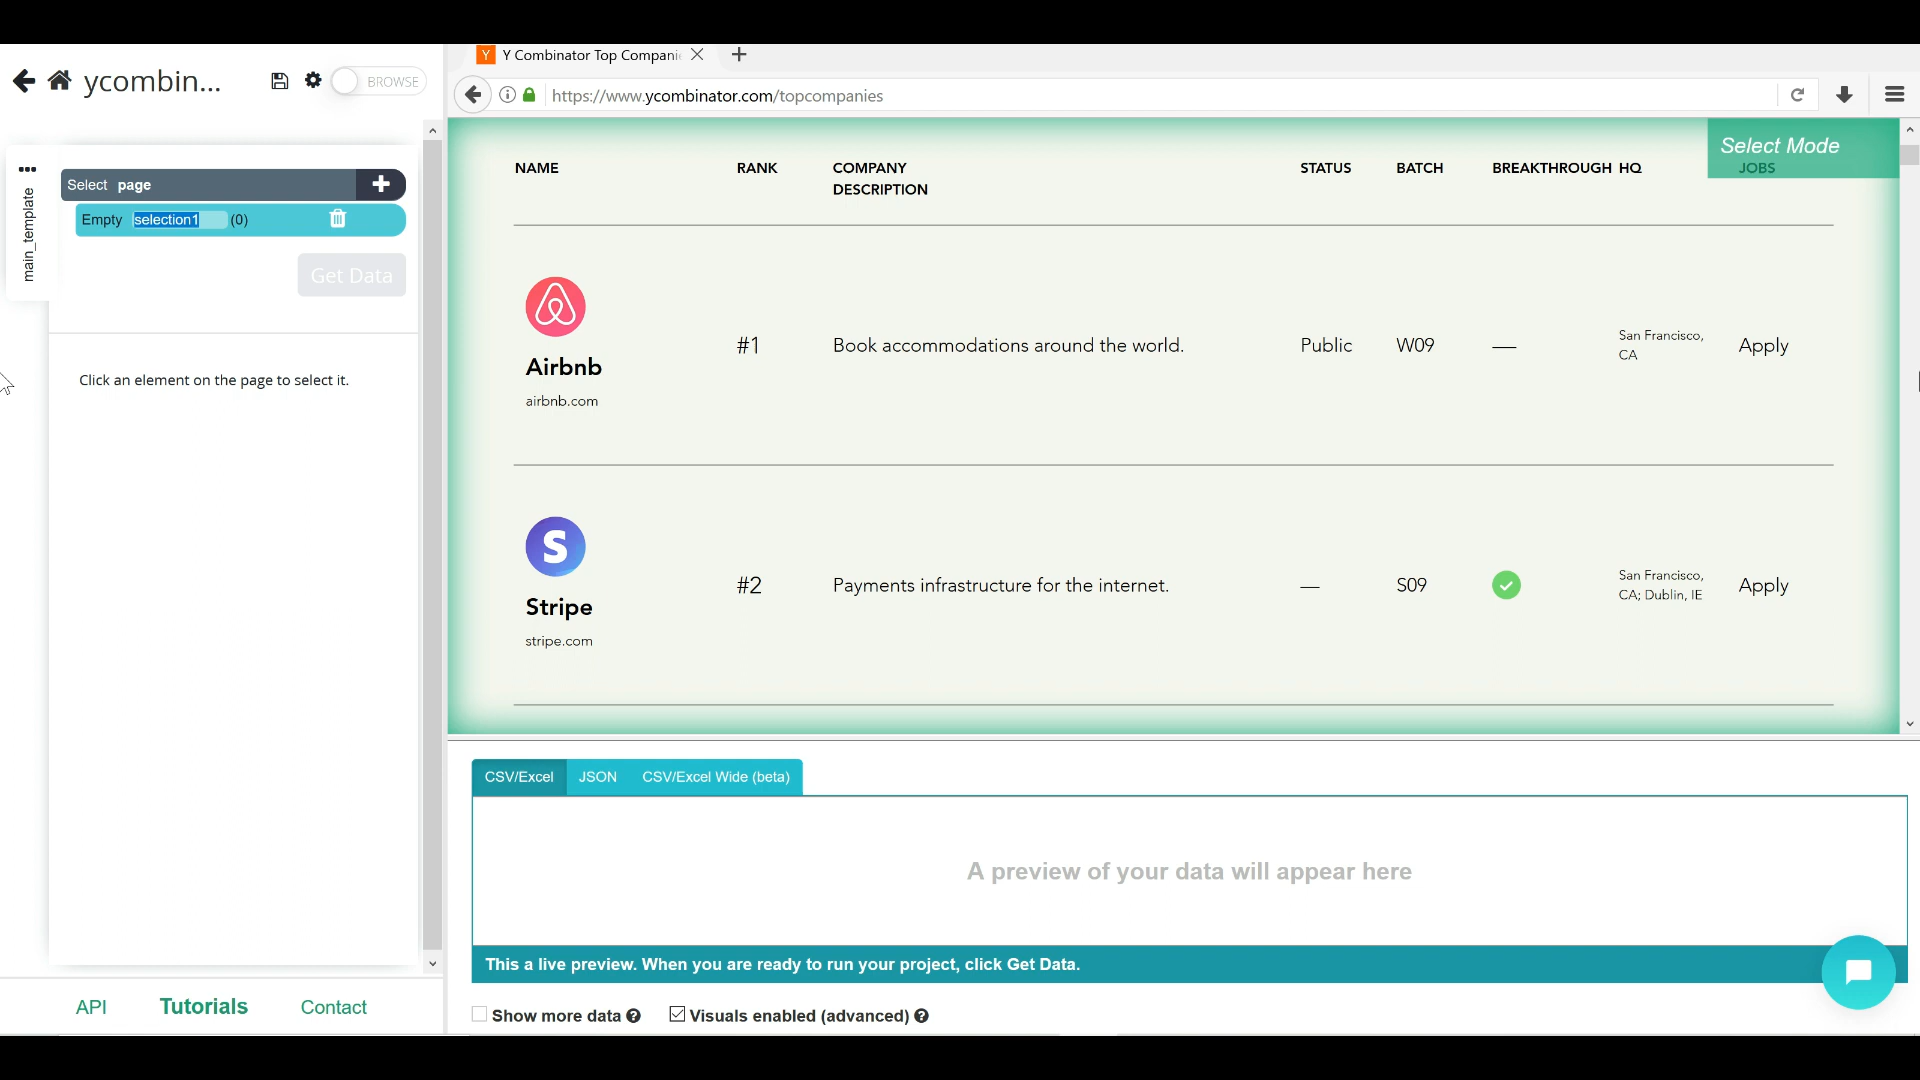 ycombin...
BROWSE
main_template
Select page
Empty selection1 (0)
Get Data
Click an element on the page to select it.
API Tutorials Contact
Y Combinator Top Compani
https://www.ycombinator.com/topcompanies
Select Mode
NAME RANK COMPANY DESCRIPTION STATUS BATCH BREAKTHROUGH HQ JOBS
Airbnb
airbnb.com
#1 Book accommodations around the world. Public W09 — San Francisco, CA Apply
S
Stripe
stripe.com
#2 Payments infrastructure for the internet. — S09 San Francisco, CA; Dublin, IE Apply
CSV/Excel JSON CSV/Excel Wide (beta)
A preview of your data will appear here
This a live preview. When you are ready to run your project, click Get Data.
Show more data ? Visuals enabled (advanced) ?